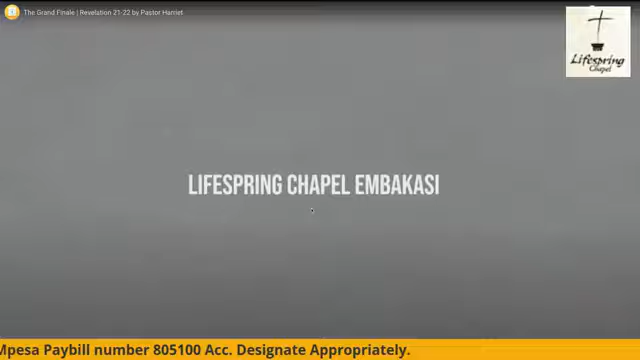 The Grand Finale | Revelation 21-22 by Pastor Harriet
Lifespring
Chapel
LIFESPRING CHAPEL EMBAKASI
Mpesa Paybill number 805100 Acc. Designate Appropriately.